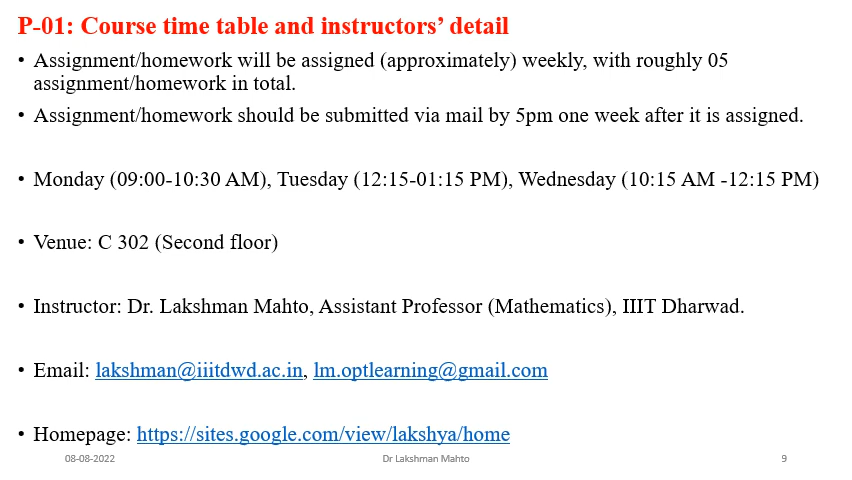 P-01: Course time table and instructors’ detail
• Assignment/homework will be assigned (approximately) weekly, with roughly 05
assignment/homework in total.
• Assignment/homework should be submitted via mail by 5pm one week after it is assigned.
• Monday (09:00-10:30 AM), Tuesday (12:15-01:15 PM), Wednesday (10:15 AM -12:15 PM)
• Venue: C 302 (Second floor)
• Instructor: Dr. Lakshman Mahto, Assistant Professor (Mathematics), IIIT Dharwad.
• Email: lakshman@iiitdwd.ac.in, lm.optlearning@gmail.com
• Homepage: https://sites.google.com/view/lakshya/home
08-08-2022 Dr Lakshman Mahto 9